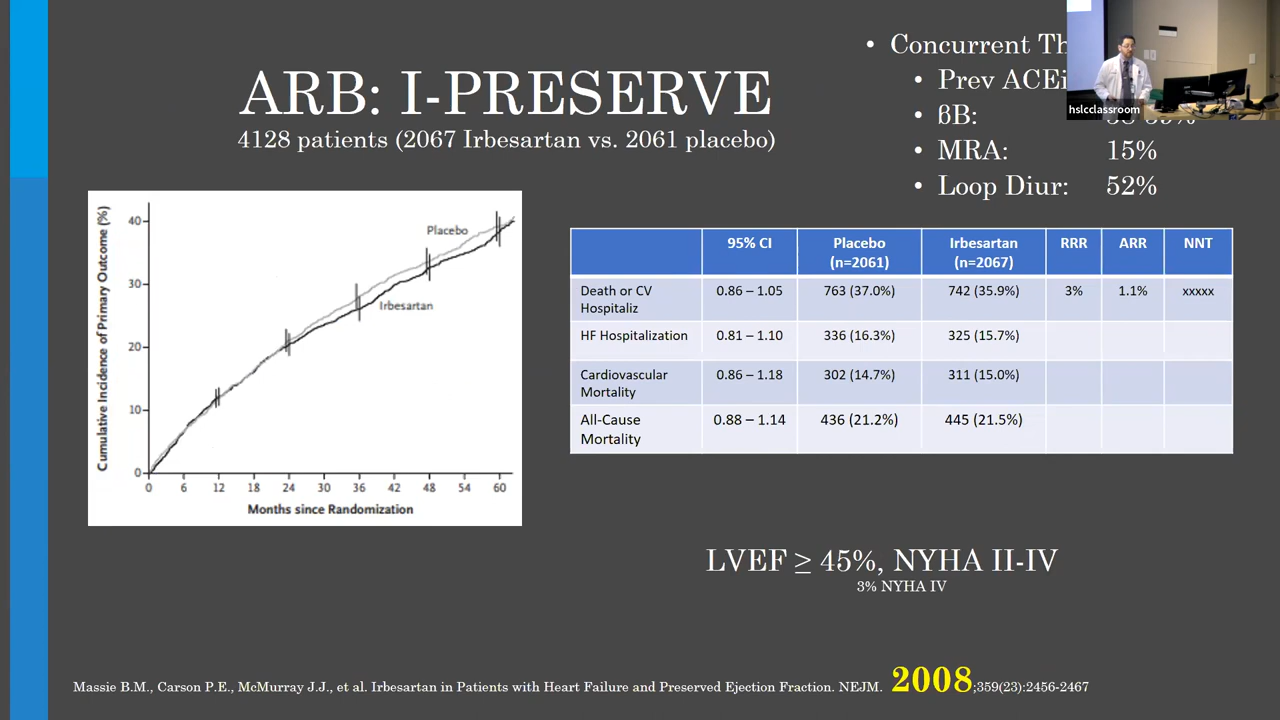 ARB: I-PRESERVE
4128 patients (2067 Irbesartan vs. 2061 placebo)
• Concurrent
• Prev ACEi
• βB:
• MRA: 15%
• Loop Diur: 52%
hslcclassroom
Cumulative Incidence of Primary Outcome (%)
40
30
20
10
0
Placebo
Irbesartan
0 6 12 18 24 30 36 42 48 54 60
Months since Randomization
95% CI Placebo (n=2061) Irbesartan (n=2067) RRR ARR NNT
Death or CV Hospitaliz 0.86 – 1.05 763 (37.0%) 742 (35.9%) 3% 1.1% xxxxx
HF Hospitalization 0.81 – 1.10 336 (16.3%) 325 (15.7%)
Cardiovascular Mortality 0.86 – 1.18 302 (14.7%) 311 (15.0%)
All-Cause Mortality 0.88 – 1.14 436 (21.2%) 445 (21.5%)
LVEF ≥ 45%, NYHA II-IV
3% NYHA IV
Massie B.M., Carson P.E., McMurray J.J., et al. Irbesartan in Patients with Heart Failure and Preserved Ejection Fraction. NEJM. 2008;359(23):2456-2467